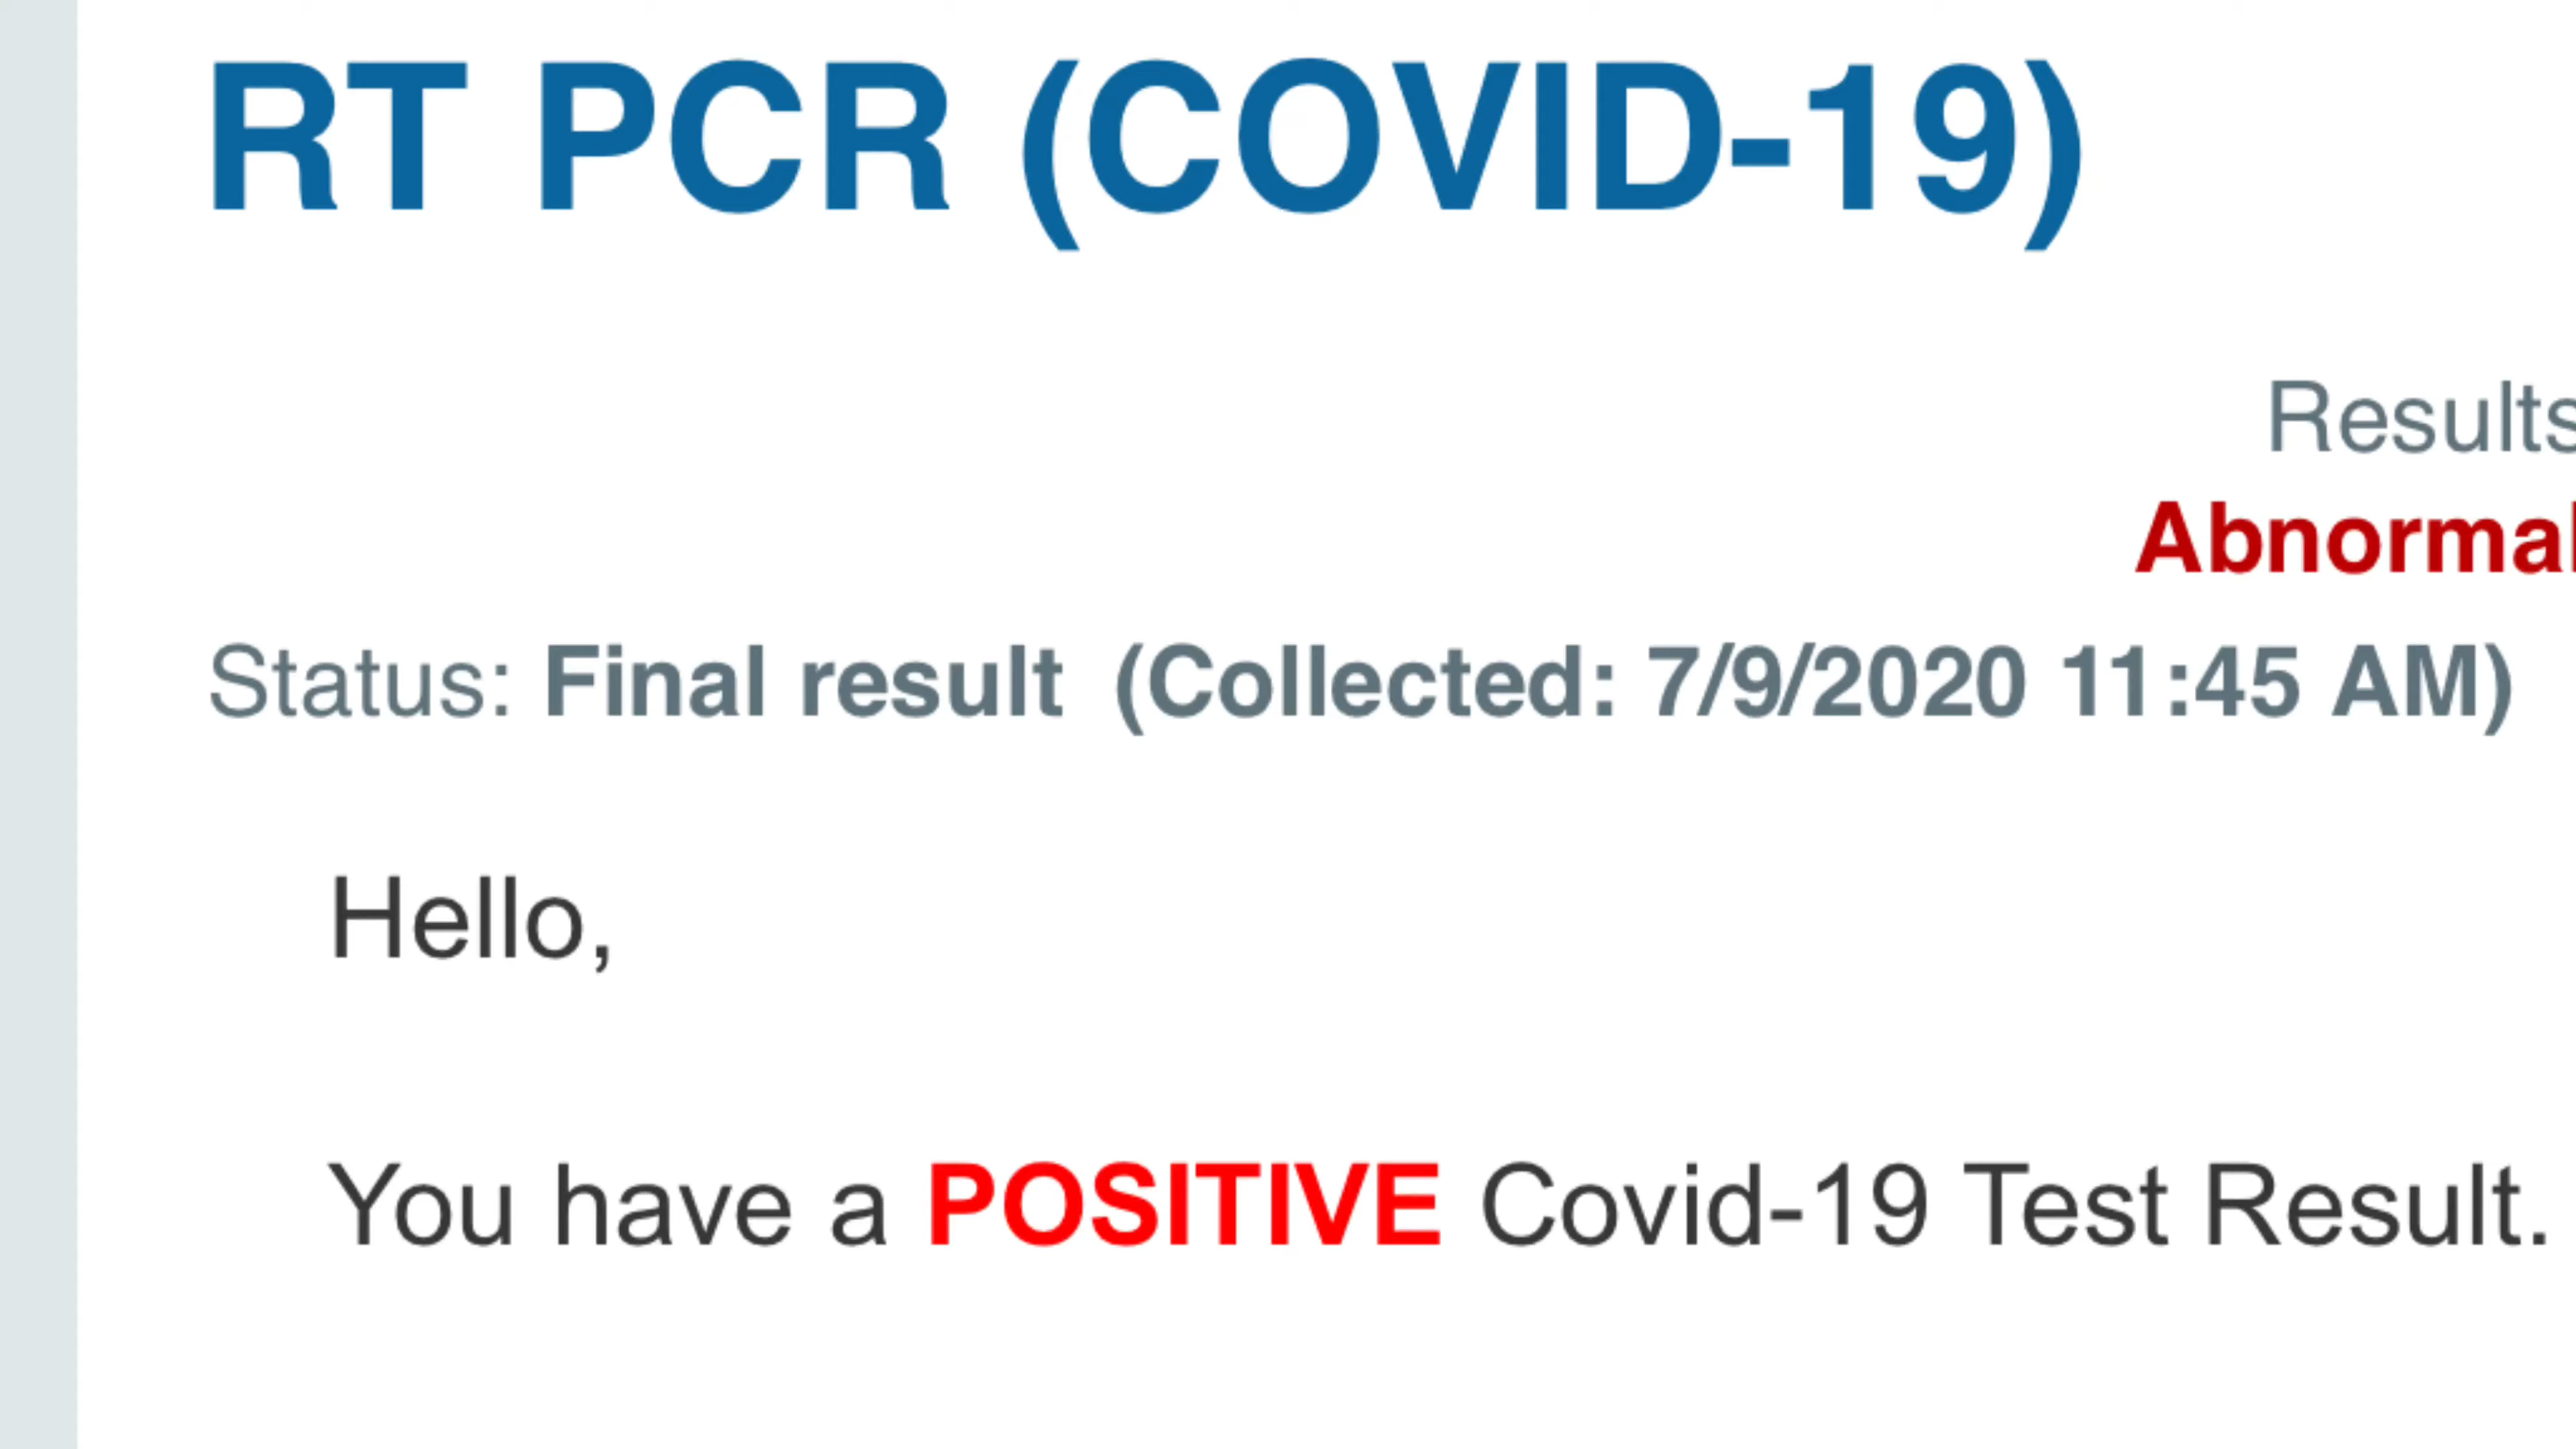 RT PCR (COVID-19)
Results
Abnormal
Status: Final result (Collected: 7/9/2020 11:45 AM)
Hello,
You have a POSITIVE Covid-19 Test Result.